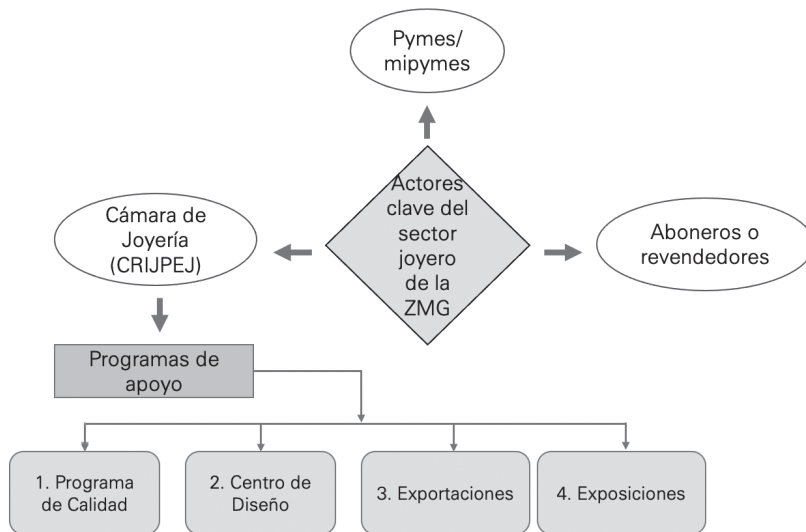 Pymes/
mipymes
Actores
clave del
sector
joyero
de la
ZMG
Cámara de
Joyería
(CRIJPEJ)
Aboneros o
revendedores
Programas de
apoyo
1. Programa
de Calidad
2. Centro de
Diseño
3. Exportaciones
4. Exposiciones